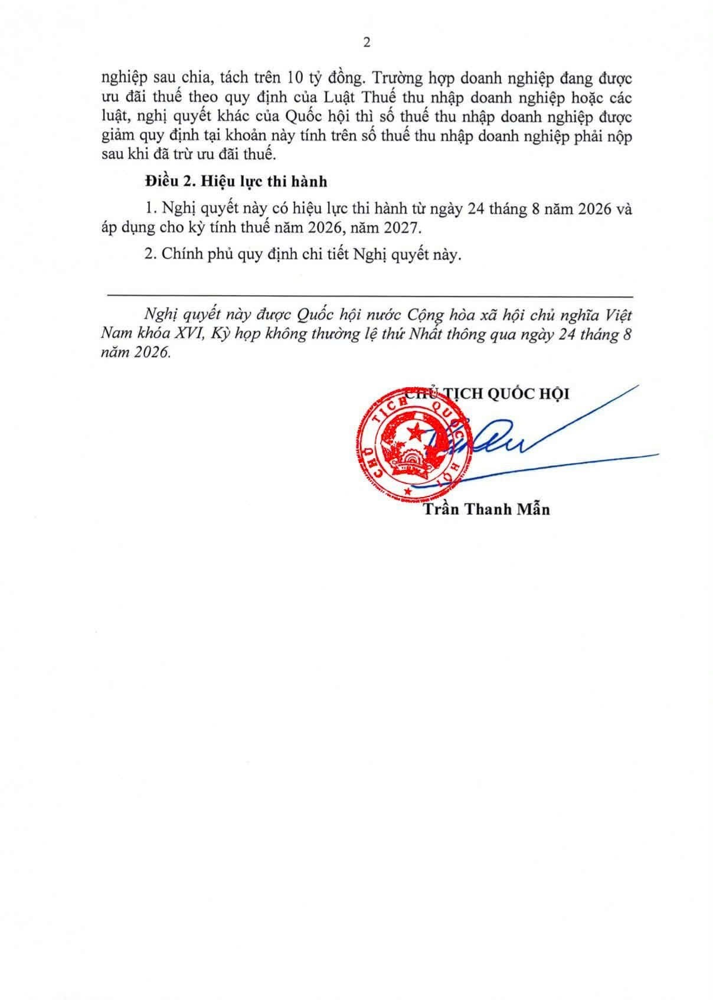 2
nghiệp sau chia, tách trên 10 tỷ đồng. Trường hợp doanh nghiệp đang được
ưu đãi thuế theo quy định của Luật Thuế thu nhập doanh nghiệp hoặc các
luật, nghị quyết khác của Quốc hội thì số thuế thu nhập doanh nghiệp được
giảm quy định tại khoản này tính trên số thuế thu nhập doanh nghiệp phải nộp
sau khi đã trừ ưu đãi thuế.
Điều 2. Hiệu lực thi hành
1. Nghị quyết này có hiệu lực thi hành từ ngày 24 tháng 8 năm 2026 và
áp dụng cho kỳ tính thuế năm 2026, năm 2027.
2. Chính phủ quy định chi tiết Nghị quyết này.
Nghị quyết này được Quốc hội nước Cộng hòa xã hội chủ nghĩa Việt
Nam khóa XVI, Kỳ họp không thường lệ thứ Nhất thông qua ngày 24 tháng 8
năm 2026.
CHỦ TỊCH QUỐC HỘI
CHỦ TỊCH QUỐC HỘI
Trần Thanh Mẫn